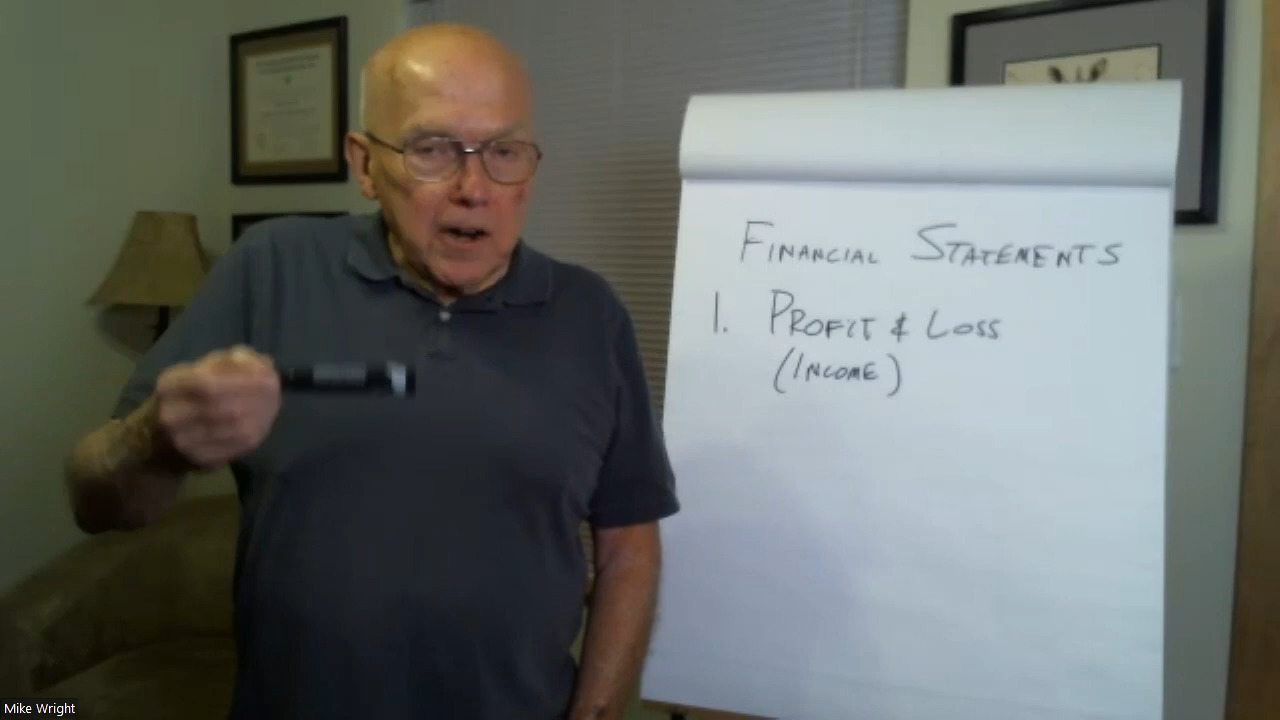 FINANCIAL STATEMENTS
1. PROFIT & LOSS
(INCOME)
Mike Wright